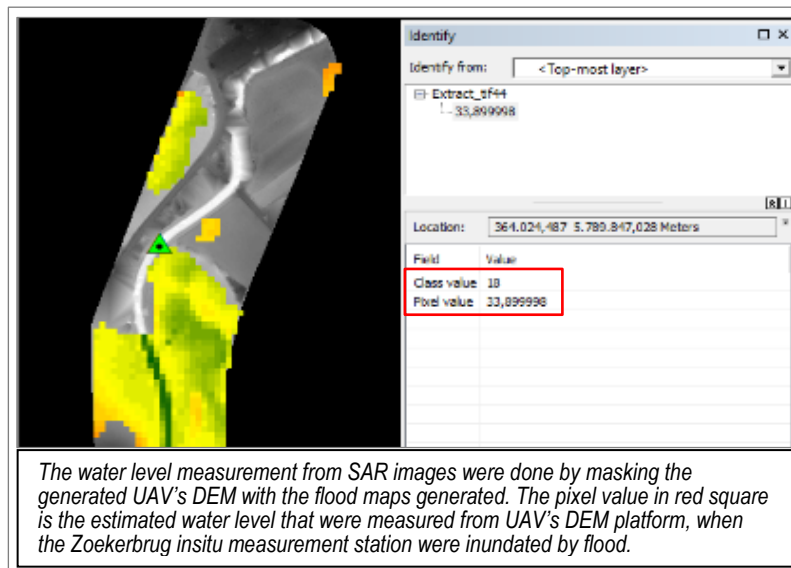 Identify
Identify from: <Top-most layer>
Extract_tif44
33,899998
Location: 364.024,487 5.789.847,028 Meters
Field Value
Class value 18
Pixel value 33,899998
The water level measurement from SAR images were done by masking the
generated UAV's DEM with the flood maps generated. The pixel value in red square
is the estimated water level that were measured from UAV's DEM platform, when
the Zoekerbrug insitu measurement station were inundated by flood.